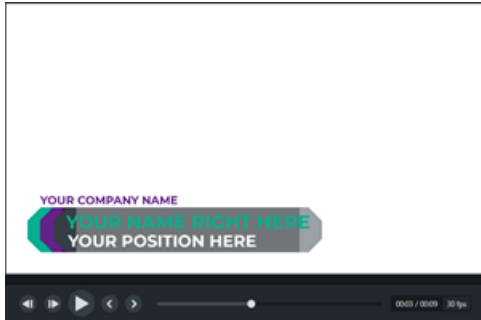 YOUR COMPANY NAME
YOUR NAME RIGHT HERE
YOUR POSITION HERE
00:03 / 00:09 30 fps